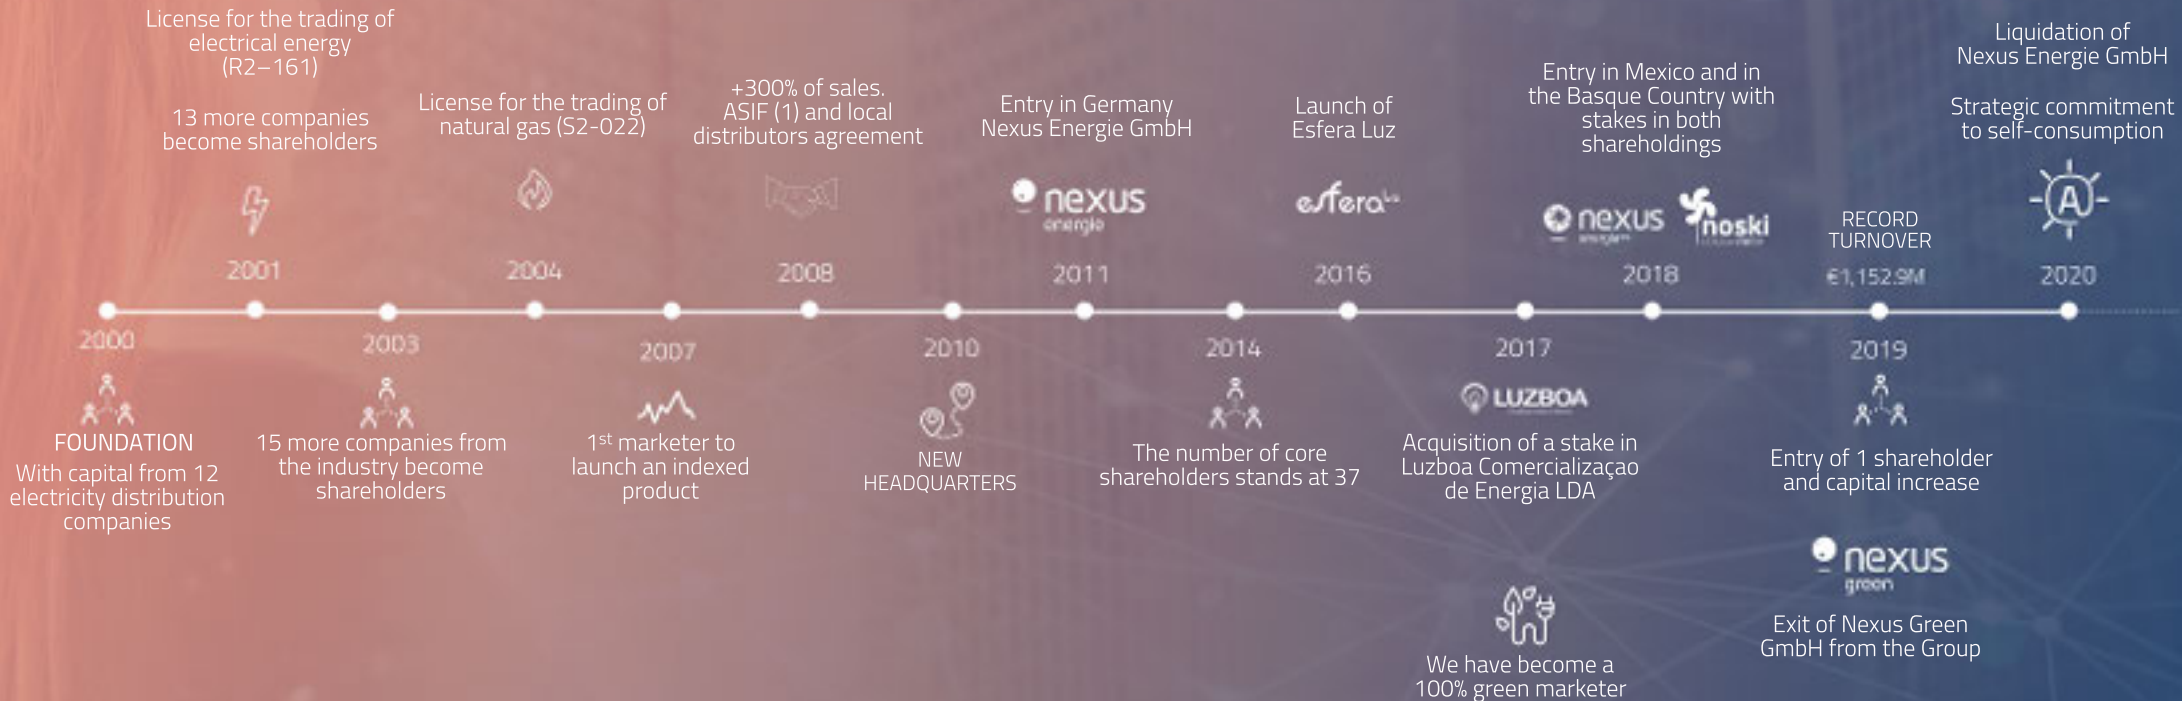 License for the trading of
electrical energy
(R2–161)
13 more companies
become shareholders
2001
License for the trading of
natural gas (S2-022)
2004
+300% of sales.
ASIF (1) and local
distributors agreement
2008
Entry in Germany
Nexus Energie GmbH
nexus
energie
2011
Launch of
Esfera Luz
esfera Luz
2016
Entry in Mexico and in
the Basque Country with
stakes in both
shareholdings
nexus
noski
2018
RECORD
TURNOVER
€1,152.9M
Liquidation of
Nexus Energie GmbH
Strategic commitment
to self-consumption
A
2020
2000
FOUNDATION
With capital from 12
electricity distribution
companies
2003
15 more companies from
the industry become
shareholders
2007
1st marketer to
launch an indexed
product
2010
NEW
HEADQUARTERS
2014
The number of core
shareholders stands at 37
2017
LUZBOA
Acquisition of a stake in
Luzboa Comercializaçao
de Energia LDA
We have become a
100% green marketer
2019
Entry of 1 shareholder
and capital increase
nexus
green
Exit of Nexus Green
GmbH from the Group